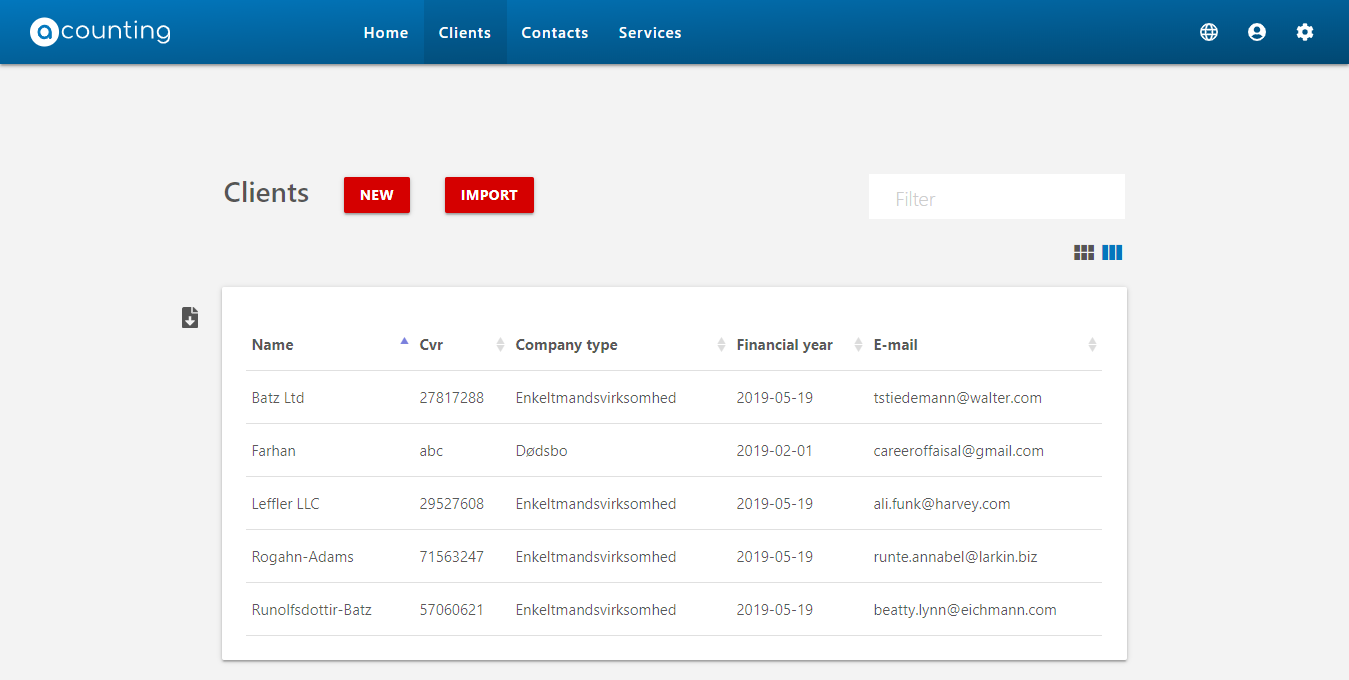 acounting Home Clients Contacts Services
Clients NEW IMPORT Filter
Name Cvr Company type Financial year E-mail
Batz Ltd 27817288 Enkeltmandsvirksomhed 2019-05-19 tstiedemann@walter.com
Farhan abc Dødsbo 2019-02-01 careeroffaisal@gmail.com
Leffler LLC 29527608 Enkeltmandsvirksomhed 2019-05-19 ali.funk@harvey.com
Rogahn-Adams 71563247 Enkeltmandsvirksomhed 2019-05-19 runte.annabel@larkin.biz
Runolfsdottir-Batz 57060621 Enkeltmandsvirksomhed 2019-05-19 beatty.lynn@eichmann.com